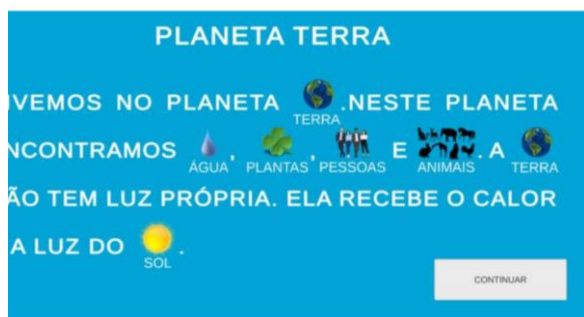 PLANETA TERRA
IVEMOS NO PLANETA .NESTE PLANETA
TERRA
NCONTRAMOS , , E . A
ÁGUA PLANTAS PESSOAS ANIMAIS TERRA
ÃO TEM LUZ PRÓPRIA. ELA RECEBE O CALOR
A LUZ DO .
SOL
CONTINUAR